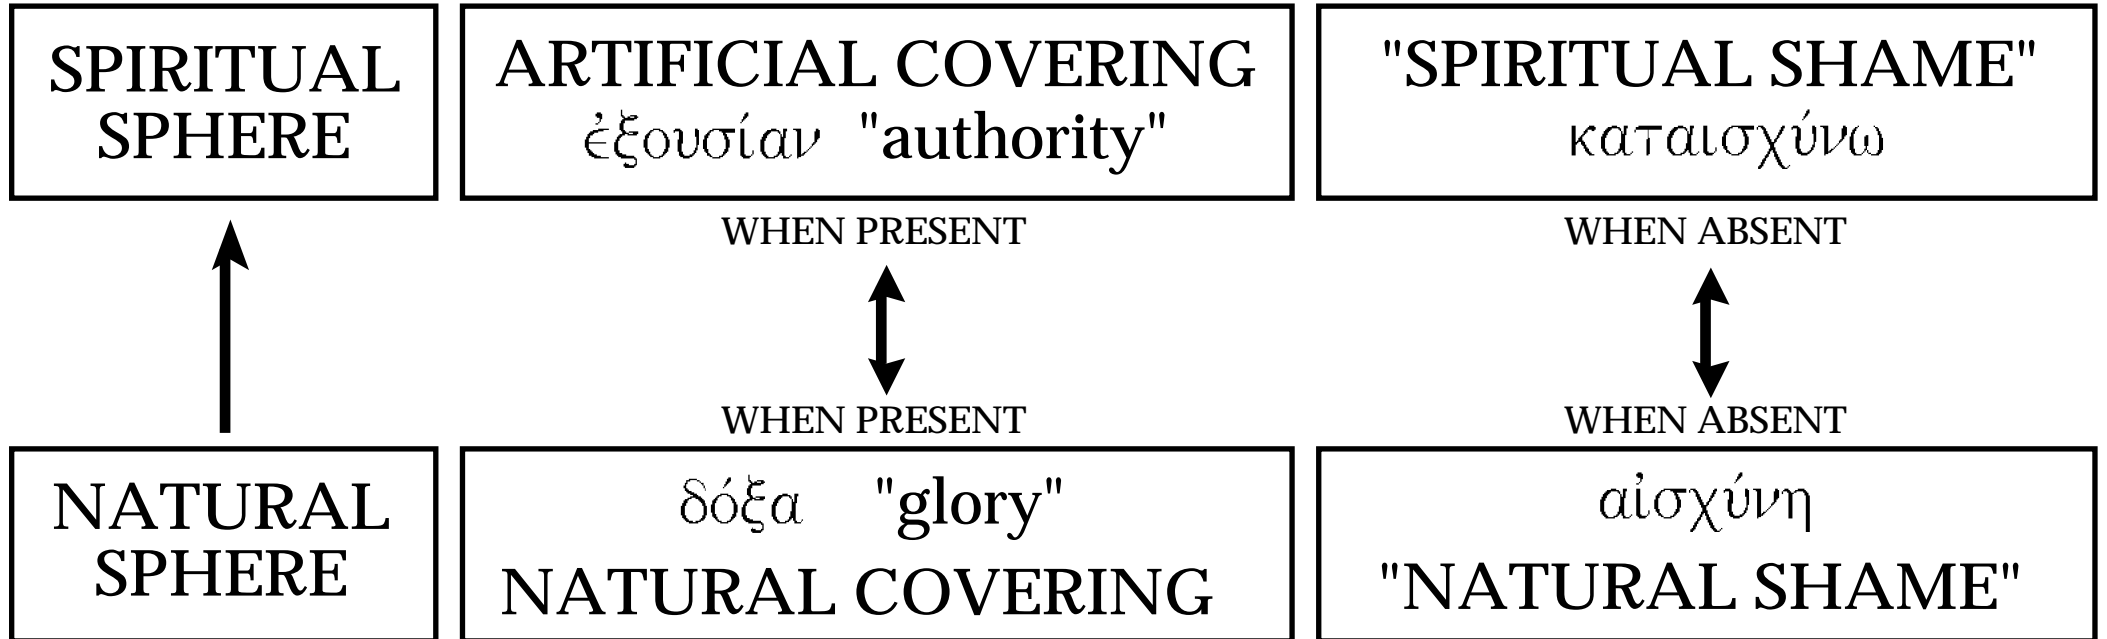 SPIRITUAL
SPHERE
ARTIFICIAL COVERING
ἐξουσίαν "authority"
"SPIRITUAL SHAME"
καταισχύνω
WHEN PRESENT
WHEN ABSENT
WHEN PRESENT
WHEN ABSENT
NATURAL
SPHERE
δόξα "glory"
NATURAL COVERING
αἰσχύνη
"NATURAL SHAME"